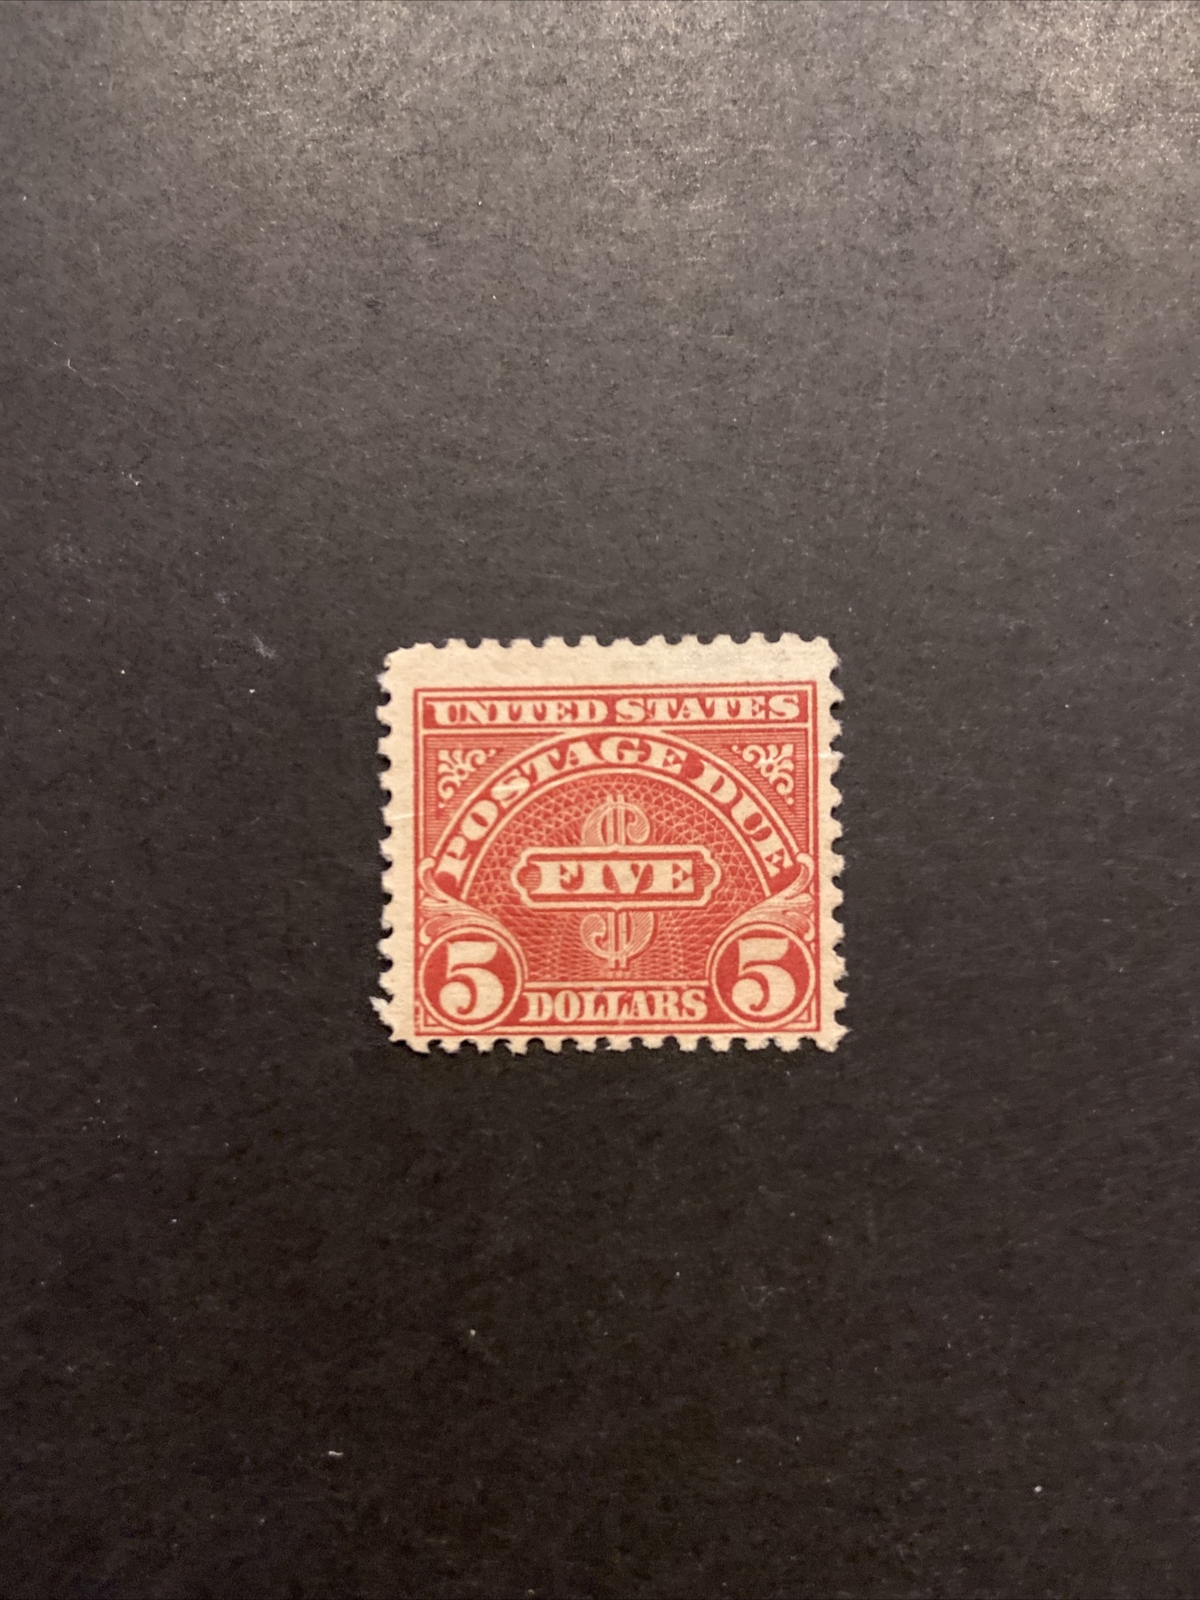 UNITED STATES
POSTAGE DUE
FIVE
5 DOLLARS 5